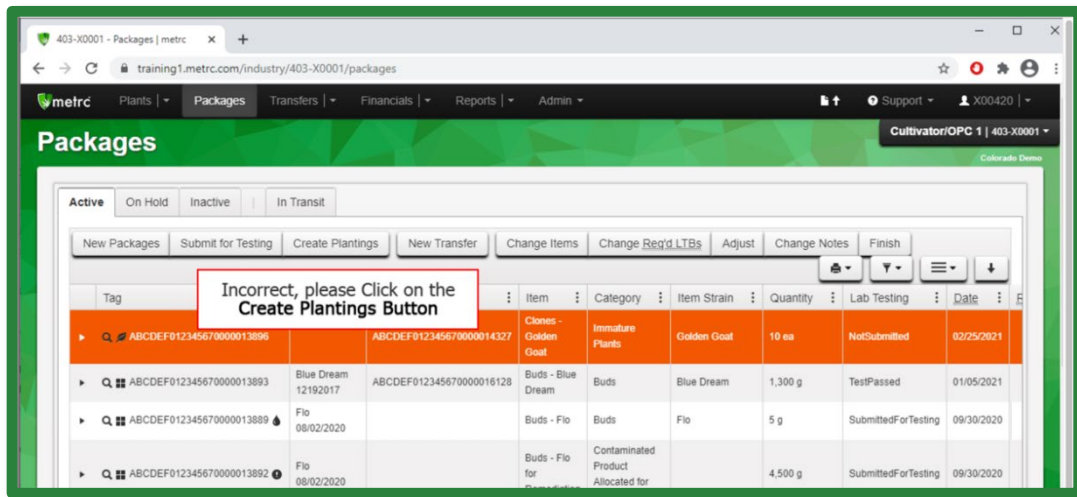 403-X0001 - Packages | metrc
training1.metrc.com/industry/403-X0001/packages
metrc Plants Packages Transfers Financials Reports Admin Support X00420
Packages
Cultivator/OPC 1 | 403-X0001
Colorado Demo
Active On Hold Inactive In Transit
New Packages Submit for Testing Create Plantings New Transfer Change Items Change Req'd LTBs Adjust Change Notes Finish
Incorrect, please Click on the
Create Plantings Button
Tag Item Category Item Strain Quantity Lab Testing Date
ABCDEF012345670000013896 ABCDEF012345670000014327 Clones - Golden Goat Immature Plants Golden Goat 10 ea NotSubmitted 02/25/2021
ABCDEF012345670000013893 Blue Dream 12192017 ABCDEF012345670000016128 Buds - Blue Dream Buds Blue Dream 1,300 g TestPassed 01/05/2021
ABCDEF012345670000013889 Flo 08/02/2020 Buds - Flo Buds Flo 5 g SubmittedForTesting 09/30/2020
ABCDEF012345670000013892 Flo 08/02/2020 Buds - Flo for Remediation Contaminated Product Allocated for 4,500 g SubmittedForTesting 09/30/2020